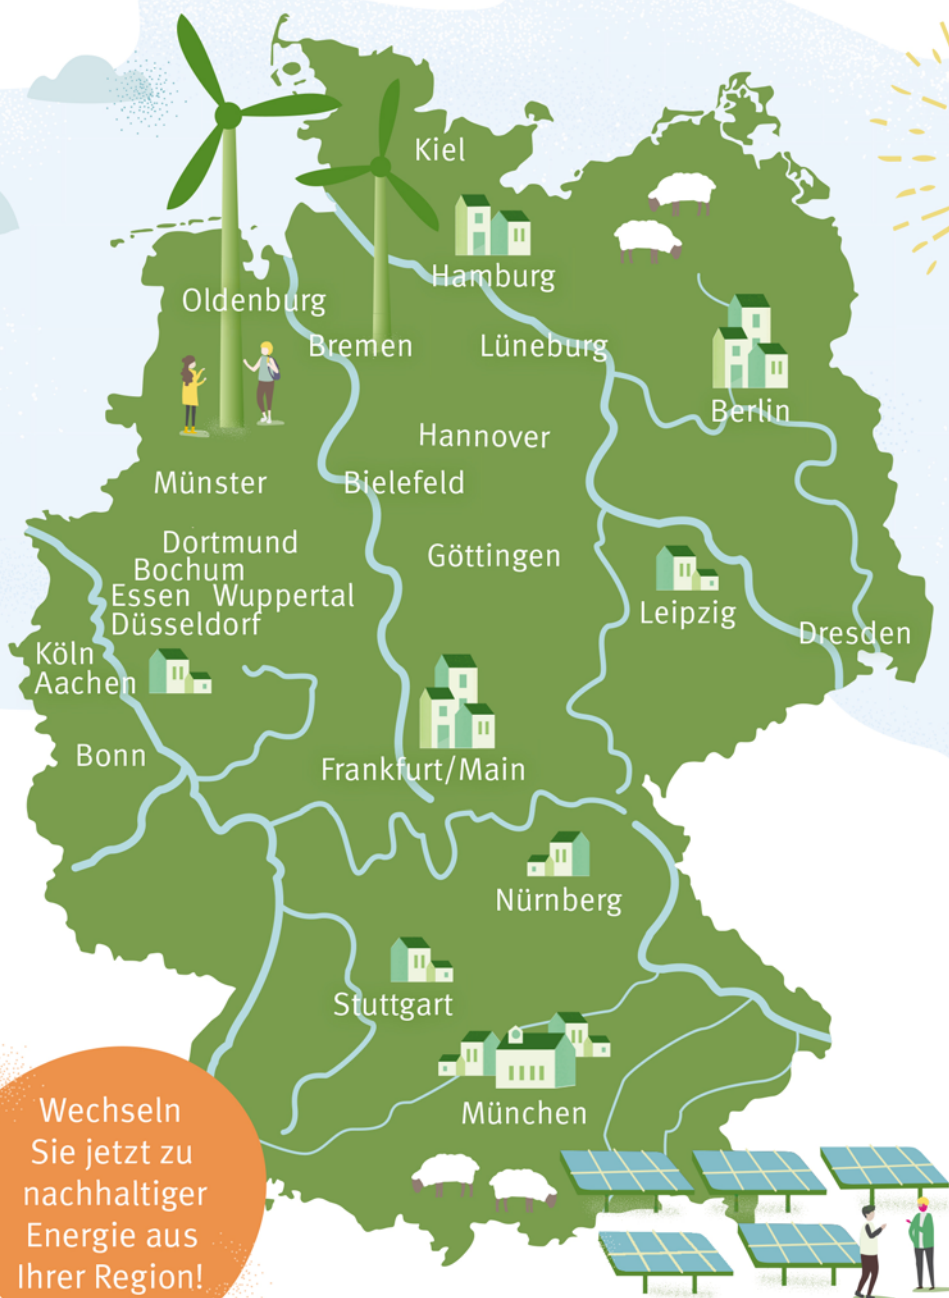 Kiel
Hamburg
Oldenburg
Bremen
Lüneburg
Berlin
Hannover
Münster
Bielefeld
Dortmund
Bochum
Göttingen
Essen
Wuppertal
Düsseldorf
Leipzig
Dresden
Köln
Aachen
Bonn
Frankfurt/Main
Nürnberg
Stuttgart
München
Wechseln
Sie jetzt zu
nachhaltiger
Energie aus
Ihrer Region!